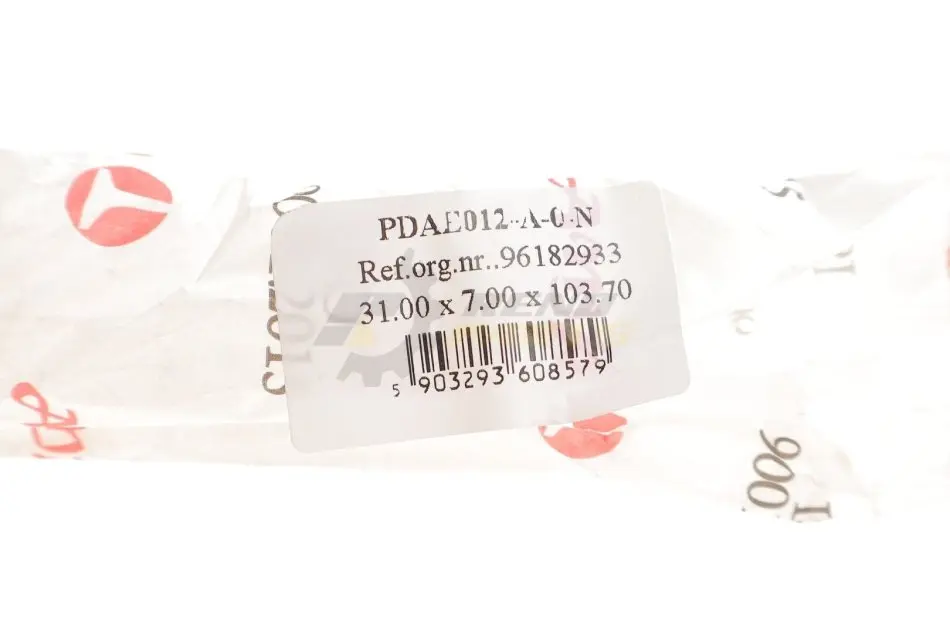 PDAE012-A-0-N
Ref.org.nr..96182933
31.00 x 7.00 x 103.70
5 903293 608579